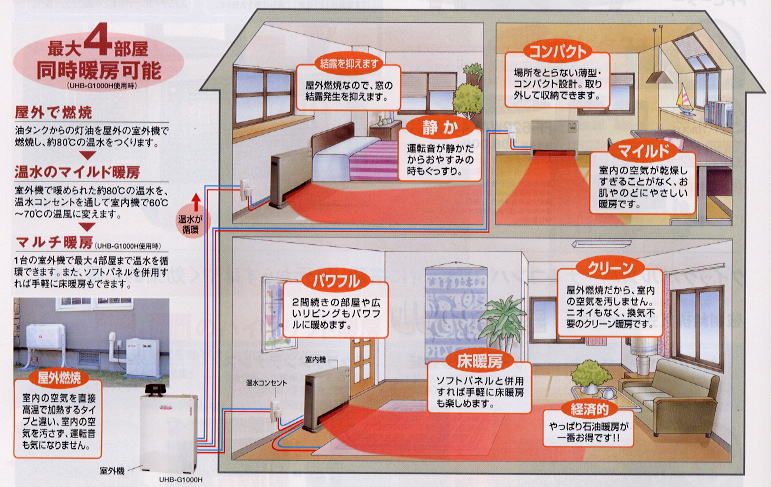 最大4部屋
同時暖房可能
(UHB-G1000H使用時)
屋外で燃焼
油タンクからの灯油を屋外の室外機で
燃焼し、約80℃の温水をつくります。
温水のマイルド暖房
室外機で暖められた約80℃の温水を、
温水コンセントを通して室内機で60℃
～70℃の温風に変えます。
マルチ暖房(UHB-G1000H使用時)
1台の室外機で最大4部屋まで温水を循
環できます。また、ソフトパネルを併用す
れば手軽に床暖房もできます。
屋外燃焼
室内の空気を直接
高温で加熱するタイ
プと違い、室内の空
気を汚さず、運転音
も気になりません。
室外機
UHB-G1000H
温水が
循環
結露を抑えます
屋外燃焼なので、窓の
結露発生を抑えます。
静か
運転音が静かだ
からおやすみの
時もぐっすり。
コンパクト
場所をとらない薄型・
コンパクト設計。取り
外して収納できます。
マイルド
室内の空気が乾燥し
すぎることがなく、お
肌やのどにやさしい
暖房です。
パワフル
2間続きの部屋や広
いリビングもパワフ
ルに暖めます。
室内機
温水コンセント
床暖房
ソフトパネルと併用
すれば手軽に床暖房
も楽しめます。
クリーン
屋外燃焼だから、室内
の空気を汚しません。
ニオイもなく、換気不
要のクリーン暖房です。
経済的
やっぱり石油暖房が
一番お得です!!